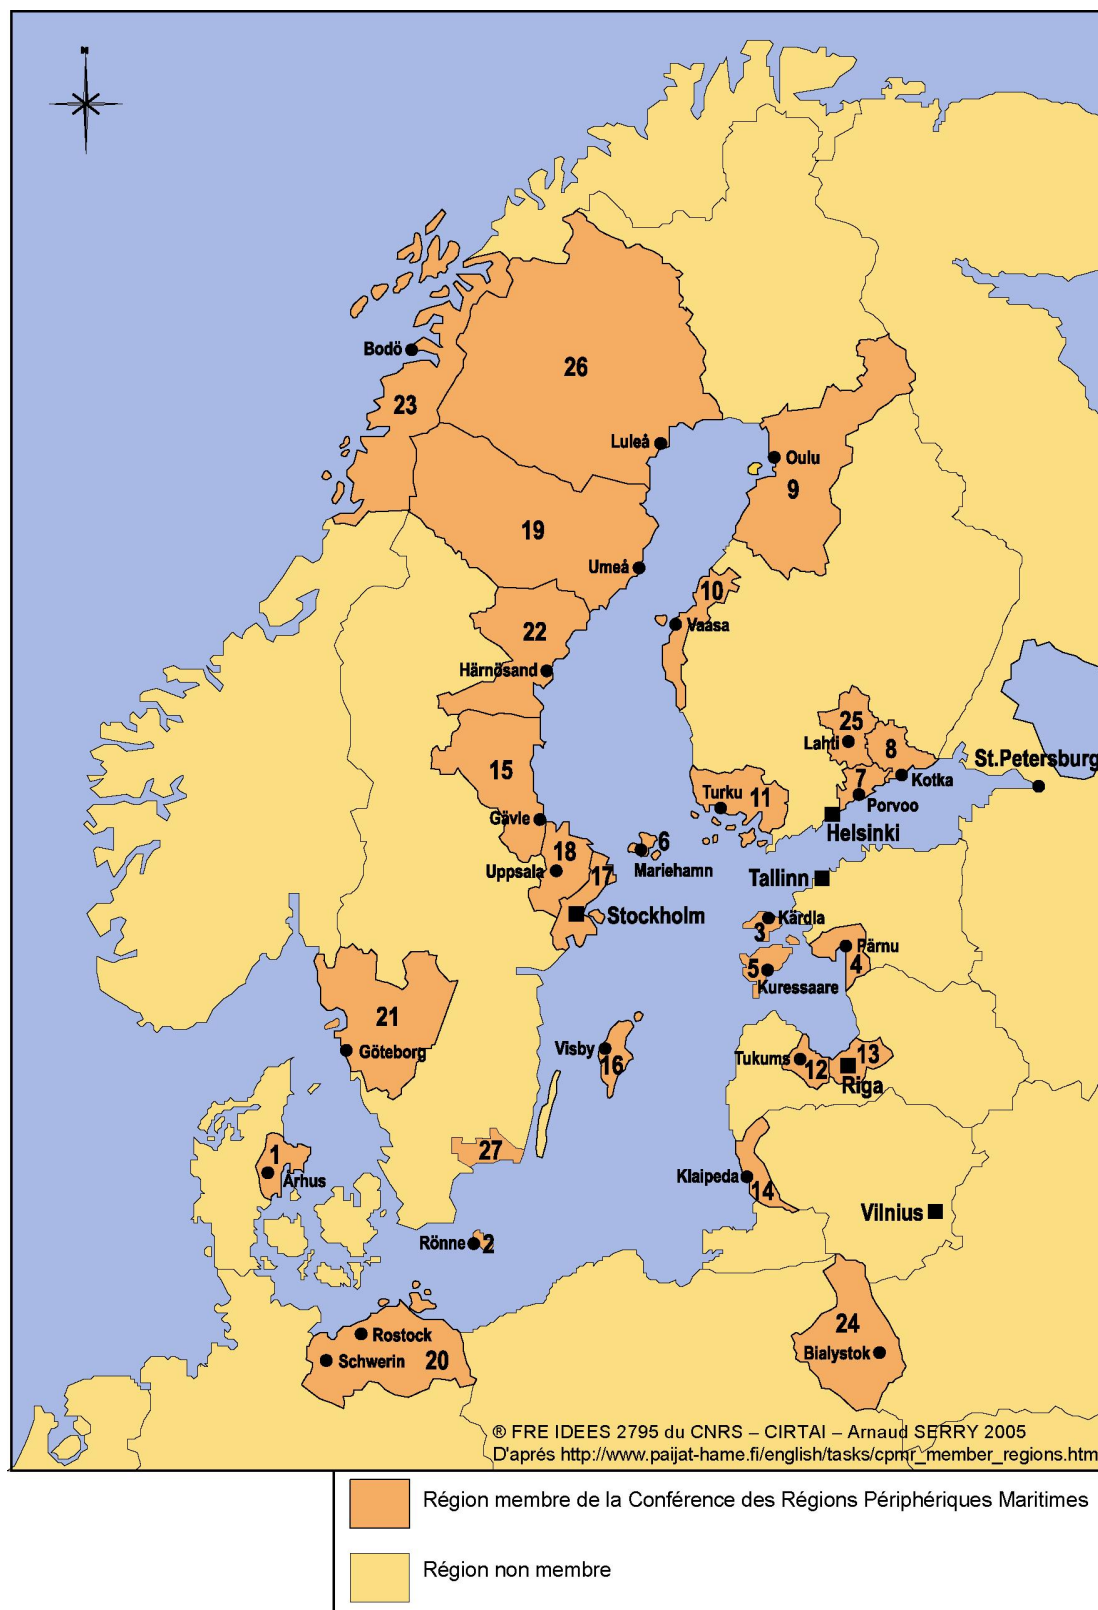 N
Bodö
26
23
Luleå
Oulu
9
19
Umeå
10
Vaasa
22
Härnösand
25
Lahti
8
St.Petersburg
15
7
Kotka
Turku
11
Porvoo
Gävle
Helsinki
18
6
Uppsala
17
Mariehamn
Tallinn
Stockholm
Kärdla
3
Pärnu
5
4
Kuressaare
21
Göteborg
Visby
16
Tukums
12
13
Riga
27
1
Århus
Klaipeda
14
Vilnius
Rönne
2
24
Rostock
Schwerin
20
Bialystok
® FRE IDEES 2795 du CNRS – CIRTAI – Arnaud SERRY 2005
D'aprés http://www.paijat-hame.fi/english/tasks/cpmr_member_regions.htm
Région membre de la Conférence des Régions Périphériques Maritimes
Région non membre